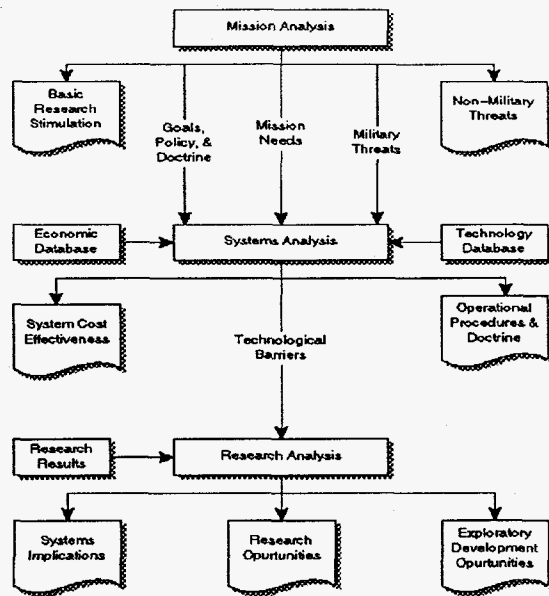 Mission Analysis
Basic
Research
Stimulation
Goals,
Policy, &
Doctrine
Mission
Needs
Military
Threats
Non-Military
Threats
Economic
Database
Systems Analysis
Technology
Database
System Cost
Effectiveness
Technological
Barriers
Operational
Procedures &
Doctrine
Research
Results
Research Analysis
Systems
Implications
Research
Opurtunities
Exploratory
Development
Opurtunities